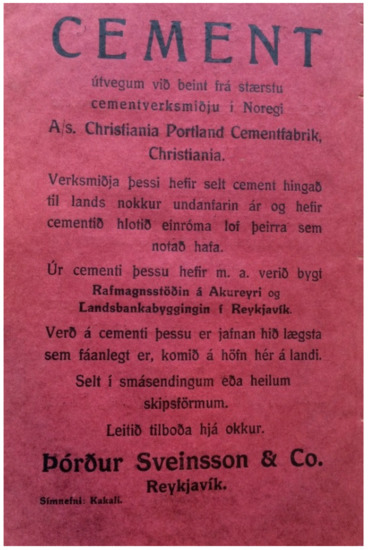 CEMENT
útvegum við beint frá stærstu
cementverksmiðju í Noregi
A/s. Christiania Portland Cementfabrik,
Christiania.
Verksmiðja þessi hefir selt cement hingað
til lands nokkur undanfarin ár og hefir
cementið hlotið einróma lof þeirra sem
notað hafa.
Úr cementi þessu hefir m. a. verið bygt
Rafmagnsstöðin á Akureyri og
Landsbankabyggingin í Reykjavík.
Verð á cementi þessu er jafnan hið lægsta
sem fáanlegt er, komið á höfn hér á landi.
Selt í smásendingum eða heilum
skipsförmum.
Leitið tilboða hjá okkur.
Þórður Sveinsson & Co.
Reykjavík.
Símnefni: Kakali.